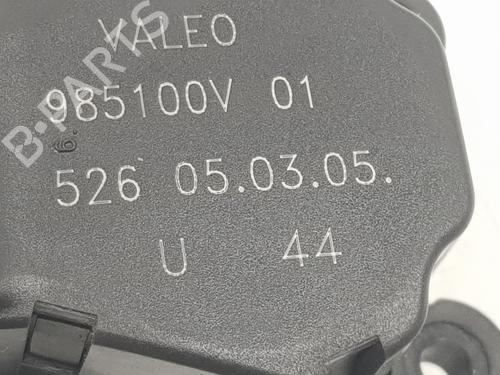 VALEO
985100V 01
526 05.03.05.
U 44
B-PARTS